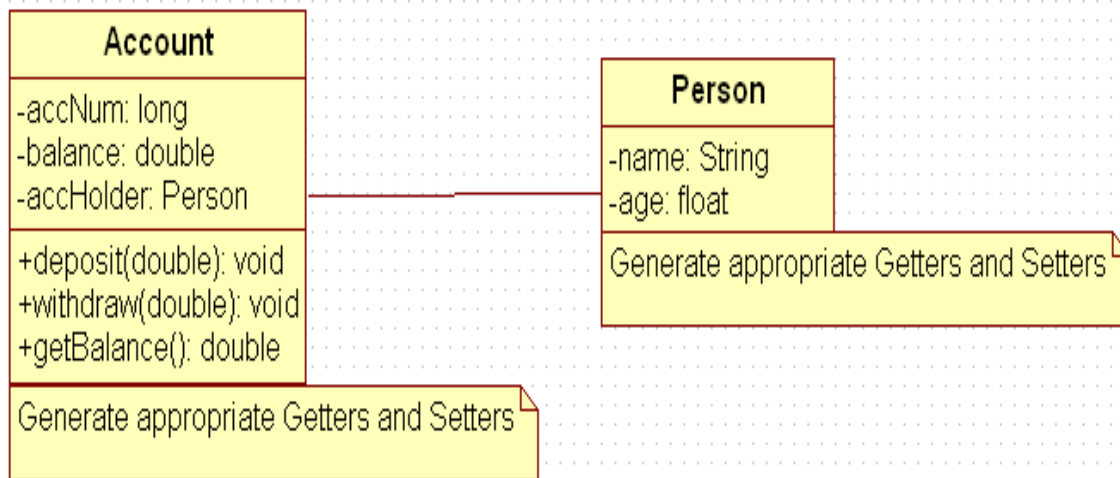 Account
-accNum: long
-balance: double
-accHolder: Person
+deposit(double): void
+withdraw(double): void
+getBalance(): double
Generate appropriate Getters and Setters
Person
-name: String
-age: float
Generate appropriate Getters and Setters